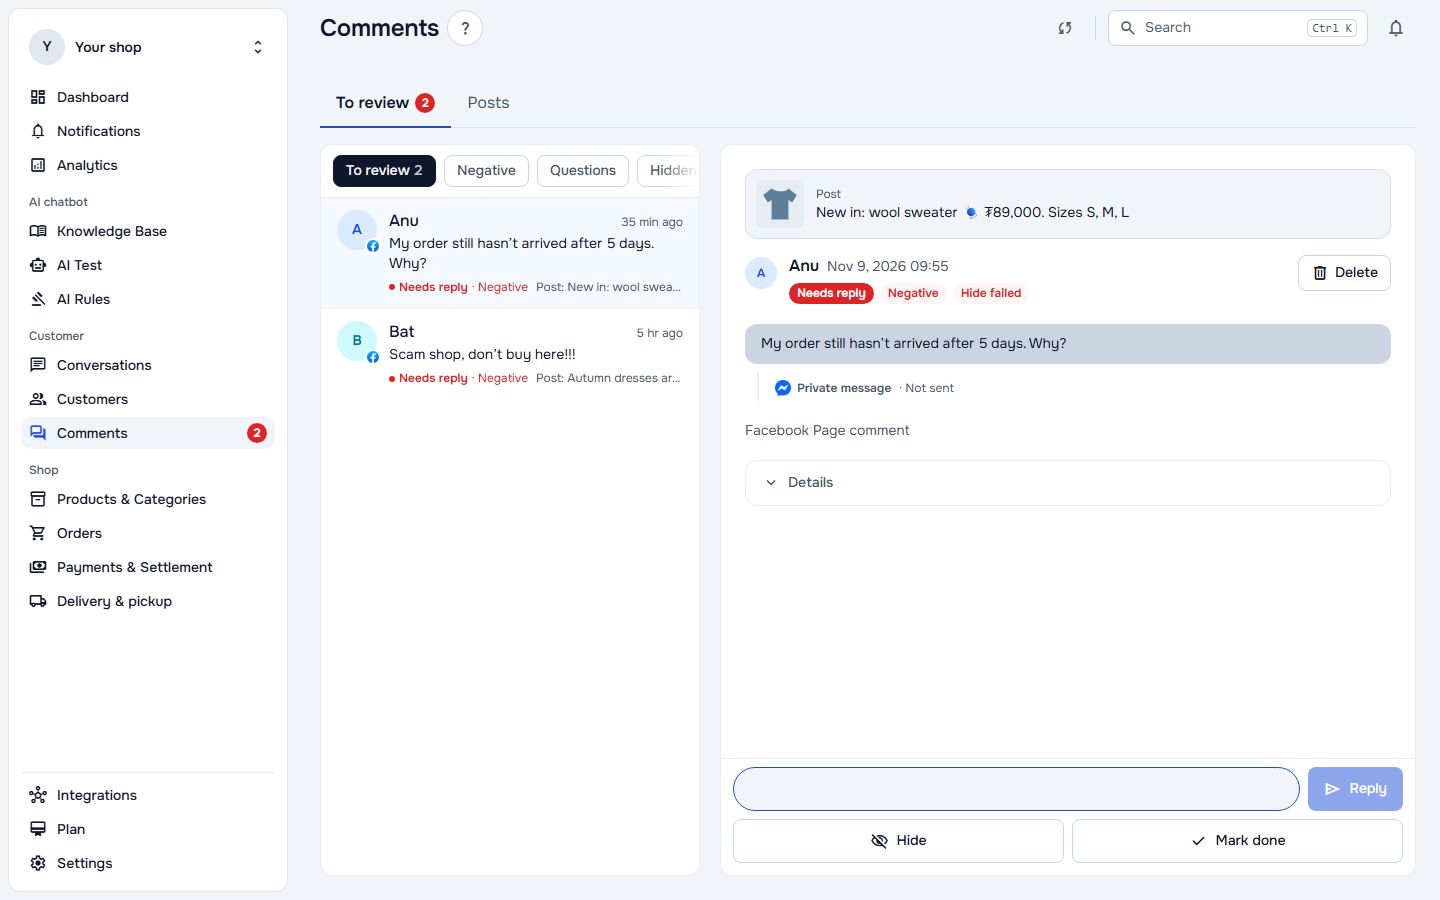 Y
Your shop
Dashboard
Notifications
Analytics
AI chatbot
Knowledge Base
AI Test
AI Rules
Customer
Conversations
Customers
Comments 2
Shop
Products & Categories
Orders
Payments & Settlement
Delivery & pickup
Integrations
Plan
Settings
Comments ?
Search Ctrl K
To review 2 Posts
To review 2 Negative Questions Hidden
A
Anu 35 min ago
My order still hasn't arrived after 5 days.
Why?
Needs reply · Negative Post: New in: wool swea...
B
Bat 5 hr ago
Scam shop, don't buy here!!!
Needs reply · Negative Post: Autumn dresses ar...
Post
New in: wool sweater 🧶 ₮89,000. Sizes S, M, L
A
Anu Nov 9, 2026 09:55
Delete
Needs reply Negative Hide failed
My order still hasn't arrived after 5 days. Why?
Private message · Not sent
Facebook Page comment
Details
Reply
Hide
Mark done